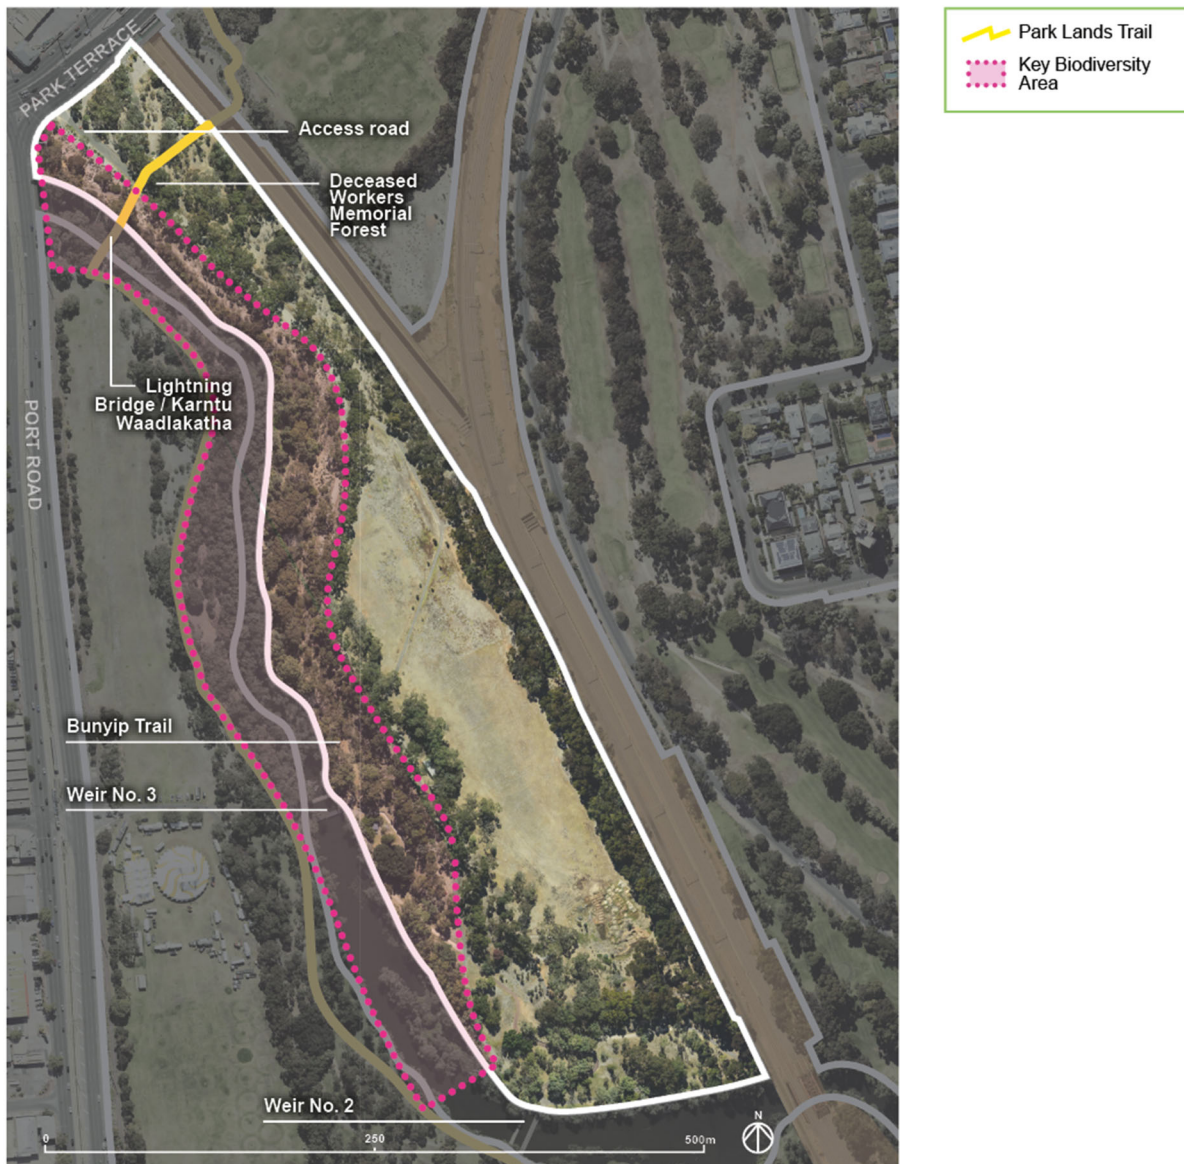 Park Lands Trail
Key Biodiversity
Area
PARK TERRACE
Access road
Deceased
Workers
Memorial
Forest
Lightning
Bridge / Karntu
Waadlakatha
PORT ROAD
Bunyip Trail
Weir No. 3
Weir No. 2
N
0
250
500m